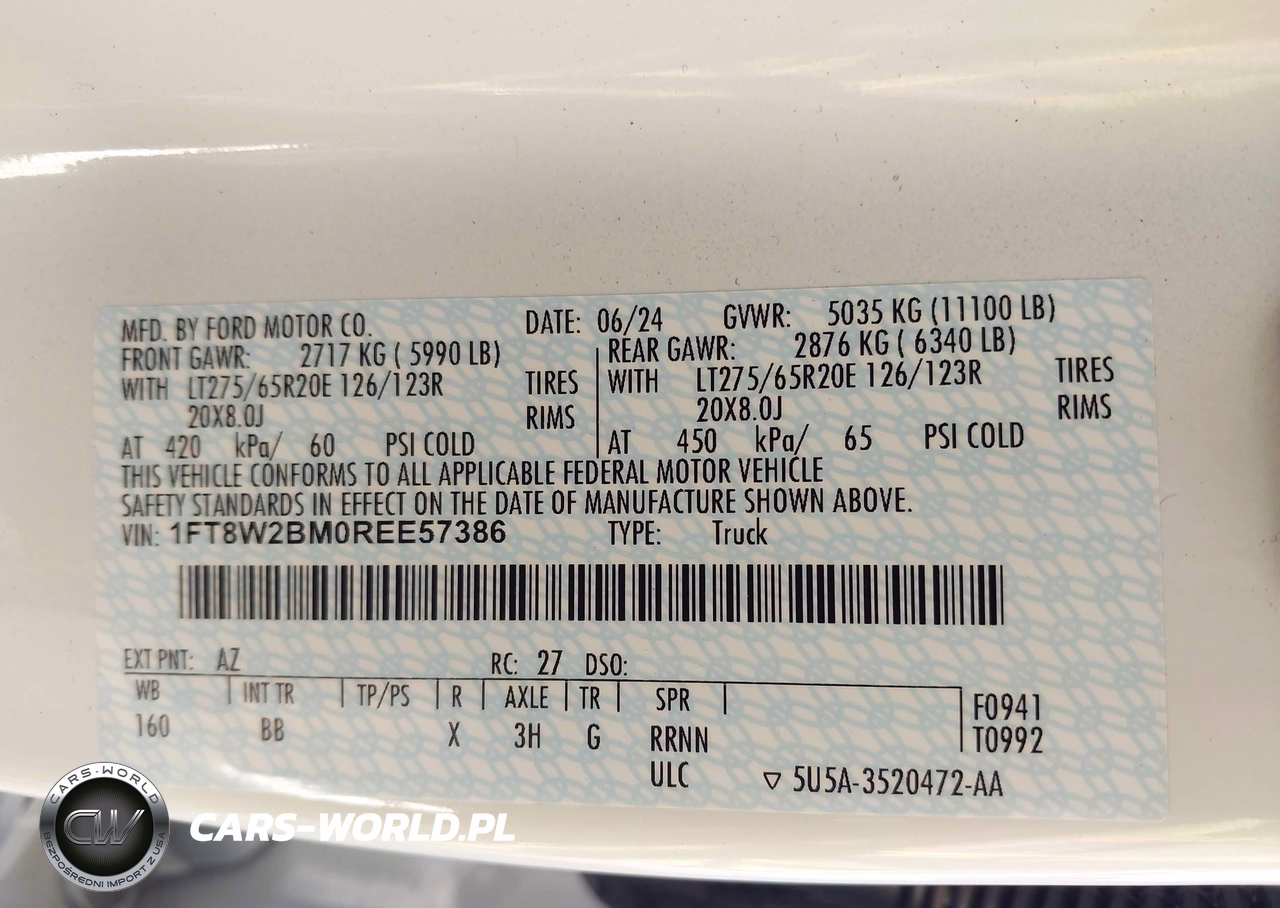 MFD. BY FORD MOTOR CO. DATE: 06/24 GVWR: 5035 KG (11100 LB)
FRONT GAWR: 2717 KG ( 5990 LB) REAR GAWR: 2876 KG ( 6340 LB)
WITH LT275/65R20E 126/123R TIRES WITH LT275/65R20E 126/123R TIRES
20X8.0J RIMS 20X8.0J RIMS
AT 420 kPa/ 60 PSI COLD AT 450 kPa/ 65 PSI COLD
THIS VEHICLE CONFORMS TO ALL APPLICABLE FEDERAL MOTOR VEHICLE
SAFETY STANDARDS IN EFFECT ON THE DATE OF MANUFACTURE SHOWN ABOVE.
VIN: 1FT8W2BM0REE57386 TYPE: Truck
EXT PNT: AZ RC: 27 DSO:
WB INT TR TP/PS R AXLE TR SPR F0941
160 BB X 3H G RRNN T0992
ULC ▽ 5U5A-3520472-AA
CARS-WORLD
CW
BEZPOŚREDNI IMPORT Z USA
CARS-WORLD.PL